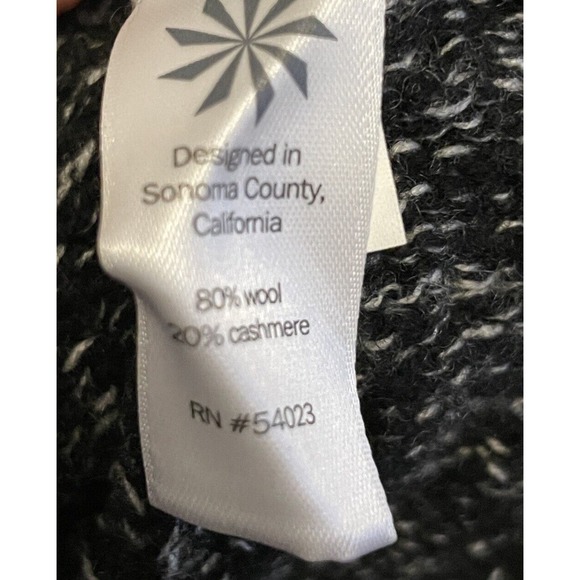 Designed in
Sonoma County,
California
80% wool
20% cashmere
RN #54023